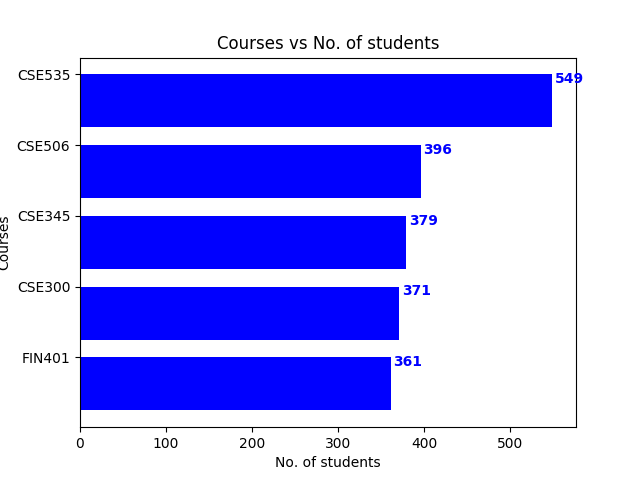 Courses vs No. of students
CSE535
549
CSE506
396
CSE345
379
Courses
CSE300
371
FIN401
361
0 100 200 300 400 500
No. of students